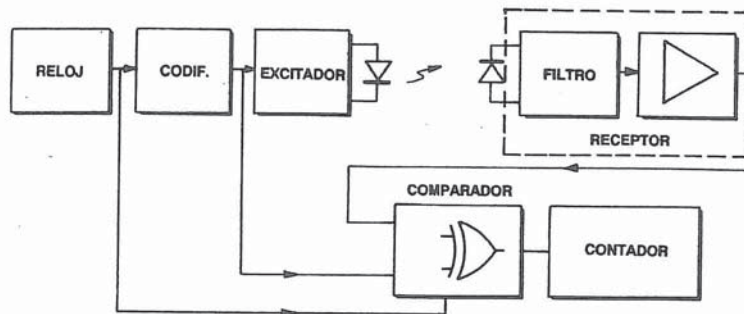 RELOJ
CODIF.
EXCITADOR
FILTRO
RECEPTOR
COMPARADOR
CONTADOR